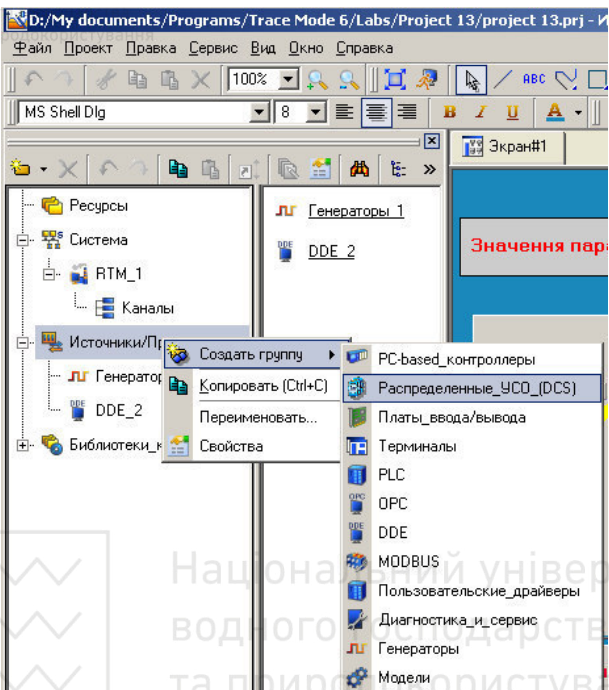 D:/My documents/Programs/Trace Mode 6/Labs/Project 13/project 13.prj - И
Файл Проект Правка Сервис Вид Окно Справка
100% ABC
MS Shell Dlg 8 B I U A
Экран#1
Ресурсы
Система
RTM_1
Каналы
Источники/Пр
Генератор
DDE_2
Библиотеки_к
Генераторы_1
DDE_2
Значення пара
Создать группу
Копировать (Ctrl+C)
Переименовать...
Свойства
PC-based_контроллеры
Распределенные_УСО_(DCS)
Платы_ввода/вывода
Терминалы
PLC
OPC
DDE
MODBUS
Пользовательские_драйверы
Диагностика_и_сервис
Генераторы
Модели
Національний універ
водного господарств
та природокористува